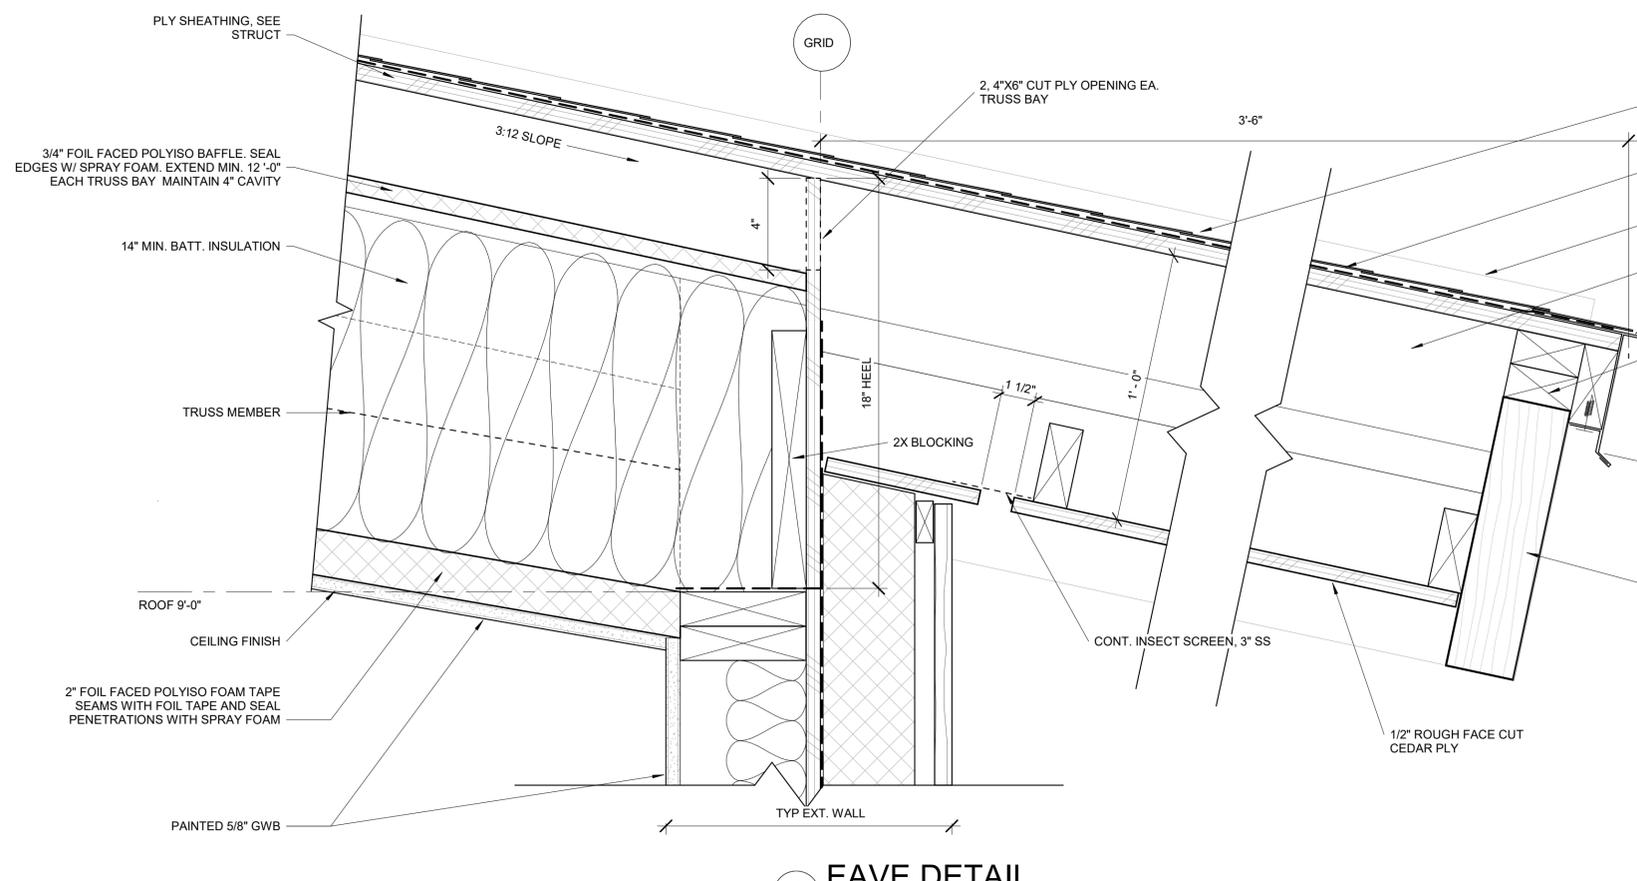 PLY SHEATHING, SEE
STRUCT
GRID
2, 4"X6" CUT PLY OPENING EA.
TRUSS BAY
3'-6"
3:12 SLOPE
3/4" FOIL FACED POLYISO BAFFLE. SEAL
EDGES W/ SPRAY FOAM. EXTEND MIN. 12 '-0"
EACH TRUSS BAY  MAINTAIN 4" CAVITY
4"
14" MIN. BATT. INSULATION
18" HEEL
1 1/2"
1' - 0"
TRUSS MEMBER
2X BLOCKING
ROOF 9'-0"
CEILING FINISH
CONT. INSECT SCREEN, 3" SS
2" FOIL FACED POLYISO FOAM TAPE
SEAMS WITH FOIL TAPE AND SEAL
PENETRATIONS WITH SPRAY FOAM
1/2" ROUGH FACE CUT
CEDAR PLY
PAINTED 5/8" GWB
TYP EXT. WALL
EAVE DETAIL